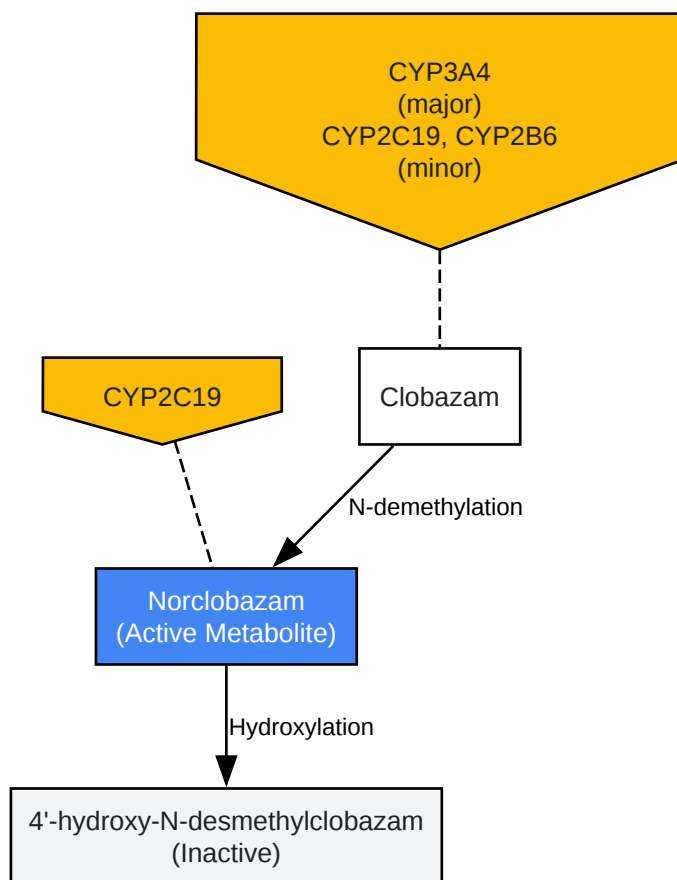 CYP3A4
(major)
CYP2C19, CYP2B6
(minor)
CYP2C19
Clobazam
N-demethylation
Norclobazam
(Active Metabolite)
Hydroxylation
4'-hydroxy-N-desmethylclobazam
(Inactive)